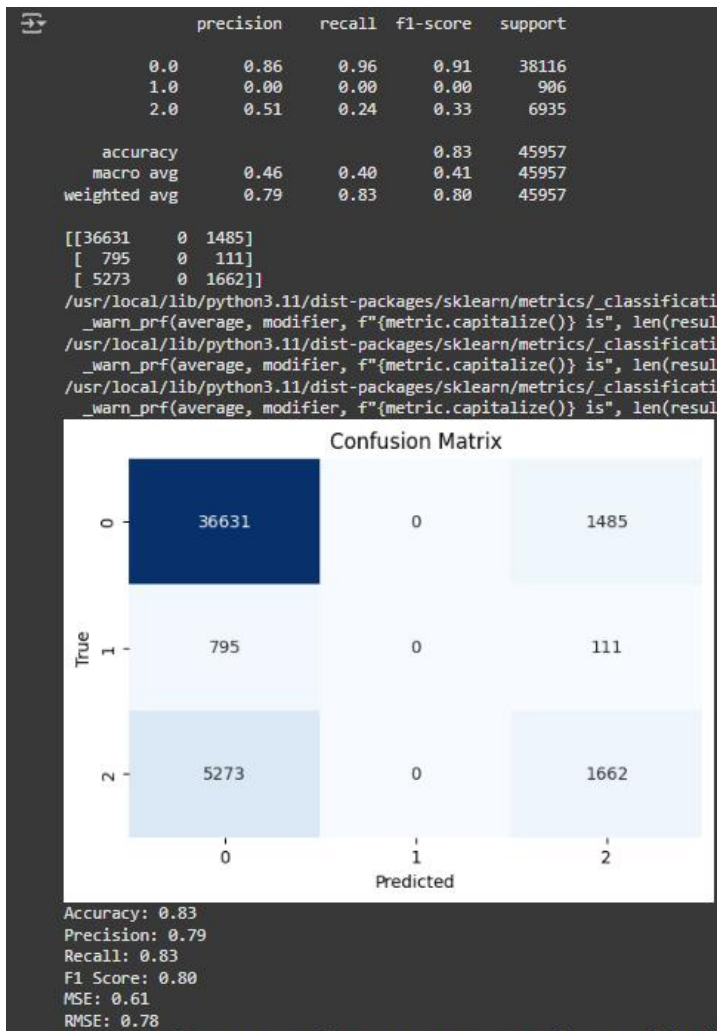 precision recall f1-score support
0.0 0.86 0.96 0.91 38116
1.0 0.00 0.00 0.00 906
2.0 0.51 0.24 0.33 6935
accuracy 0.83 45957
macro avg 0.46 0.40 0.41 45957
weighted avg 0.79 0.83 0.80 45957
[[36631 0 1485]
[ 795 0 111]
[ 5273 0 1662]]
/usr/local/lib/python3.11/dist-packages/sklearn/metrics/_classificati
_warn_prf(average, modifier, f"{metric.capitalize()} is", len(resul
/usr/local/lib/python3.11/dist-packages/sklearn/metrics/_classificati
_warn_prf(average, modifier, f"{metric.capitalize()} is", len(resul
/usr/local/lib/python3.11/dist-packages/sklearn/metrics/_classificati
_warn_prf(average, modifier, f"{metric.capitalize()} is", len(resul
Confusion Matrix
0 36631 0 1485
True
1 795 0 111
2 5273 0 1662
0 1 2
Predicted
Accuracy: 0.83
Precision: 0.79
Recall: 0.83
F1 Score: 0.80
MSE: 0.61
RMSE: 0.78